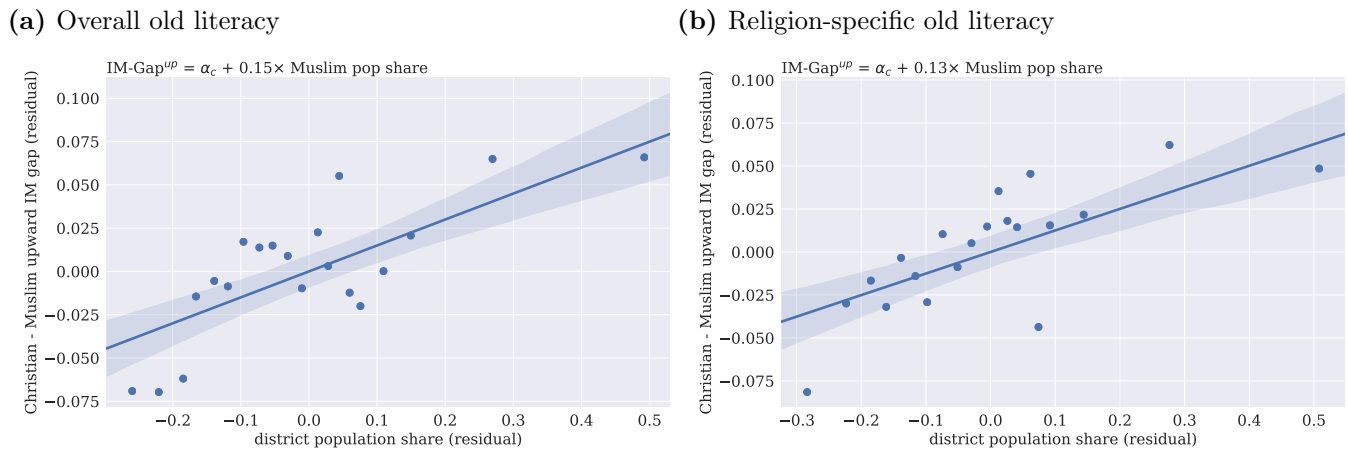 (a) Overall old literacy
IM-Gap^{up} = α_c + 0.15× Muslim pop share
Christian - Muslim upward IM gap (residual)
0.100
0.075
0.050
0.025
0.000
−0.025
−0.050
−0.075
−0.2 −0.1 0.0 0.1 0.2 0.3 0.4 0.5
district population share (residual)
(b) Religion-specific old literacy
IM-Gap^{up} = α_c + 0.13× Muslim pop share
Christian - Muslim upward IM gap (residual)
0.100
0.075
0.050
0.025
0.000
−0.025
−0.050
−0.075
−0.3 −0.2 −0.1 0.0 0.1 0.2 0.3 0.4 0.5
district population share (residual)